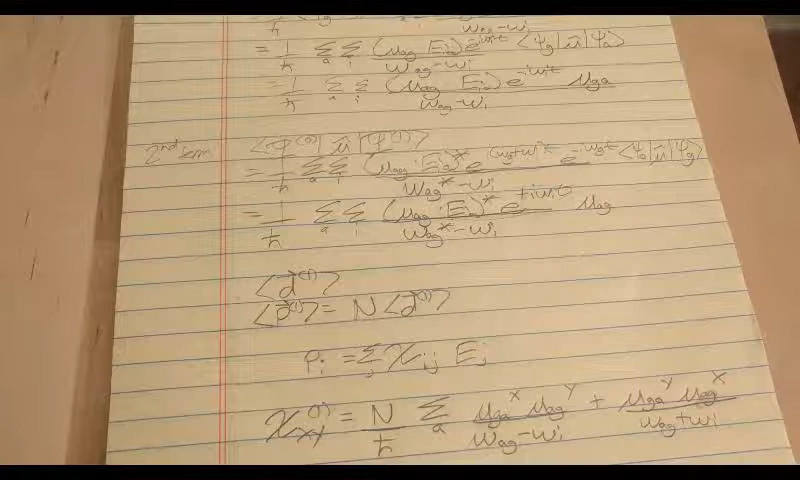 = 1/ħ Σ_a Σ_i (μ_ag E_i) e^{-iω_i t} / (ω_ag - ω_i) <ψ_g|μ̂|ψ_a>
= 1/ħ Σ_a Σ_i (μ_ag E_i) e^{-iω_i t} / (ω_ag - ω_i) μ_ga
2nd term <ψ^(0)|μ̂|ψ^(1)>
= 1/ħ Σ_a Σ_i (μ_ag · E_i)^* / (ω_ag^* - ω_i)
= 1/ħ Σ_a Σ_i (μ_ag · E_i)^* e^{+iω_i t} / (ω_ag^* - ω_i) μ_ag
<d^(1)>
<P^(1)> = N <d^(1)>
P_i = Σ_j χ_ij E_j
χ_xy^(1) = N/ħ Σ_a μ_ga^x μ_ag^y / (ω_ag - ω_i) + μ_ga^y μ_ag^x / (ω_ag + ω_i)